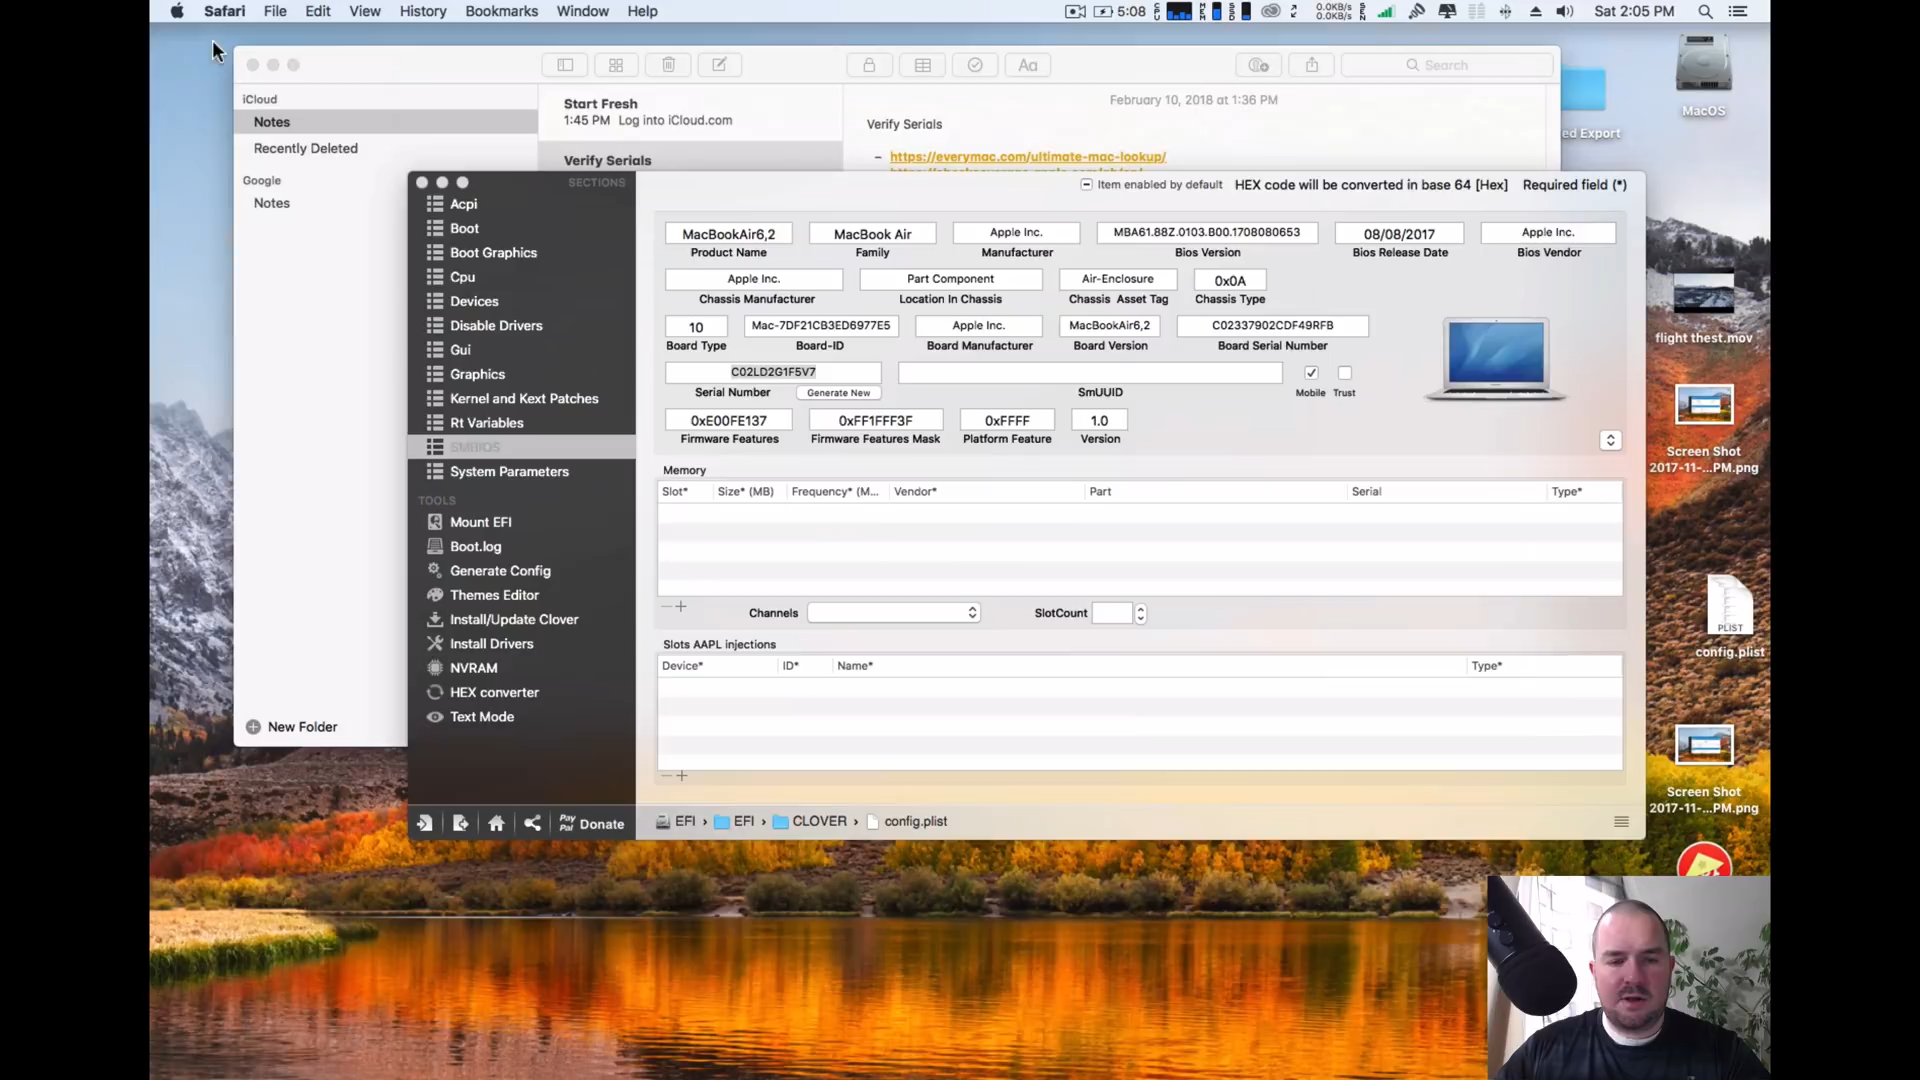 Safari File Edit View History Bookmarks Window Help
5:08 0.0KB/s 0.0KB/s Sat 2:05 PM
Aa Search
iCloud
Notes
Recently Deleted
Google
Notes
New Folder
Start Fresh
1:45 PM Log into iCloud.com
Verify Serials
February 10, 2018 at 1:36 PM
Verify Serials
– https://everymac.com/ultimate-mac-lookup/
SECTIONS
Acpi
Boot
Boot Graphics
Cpu
Devices
Disable Drivers
Gui
Graphics
Kernel and Kext Patches
Rt Variables
SMBIOS
System Parameters
TOOLS
Mount EFI
Boot.log
Generate Config
Themes Editor
Install/Update Clover
Install Drivers
NVRAM
HEX converter
Text Mode
Pay Pal Donate
Item enabled by default HEX code will be converted in base 64 [Hex] Required field (*)
MacBookAir6,2 MacBook Air Apple Inc. MBA61.88Z.0103.B00.1708080653 08/08/2017 Apple Inc.
Product Name Family Manufacturer Bios Version Bios Release Date Bios Vendor
Apple Inc. Part Component Air-Enclosure 0x0A
Chassis Manufacturer Location In Chassis Chassis Asset Tag Chassis Type
10 Mac-7DF21CB3ED6977E5 Apple Inc. MacBookAir6,2 C02337902CDF49RFB
Board Type Board-ID Board Manufacturer Board Version Board Serial Number
C02LD2G1F5V7
Serial Number Generate New SmUUID Mobile Trust
0xE00FE137 0xFF1FFF3F 0xFFFF 1.0
Firmware Features Firmware Features Mask Platform Feature Version
Memory
Slot* Size* (MB) Frequency* (M... Vendor* Part Serial Type*
Channels SlotCount
Slots AAPL injections
Device* ID* Name* Type*
EFI › EFI › CLOVER › config.plist
MacOS
ed Export
flight thest.mov
Screen Shot
2017-11-...PM.png
PLIST
config.plist
Screen Shot
2017-11-...PM.png